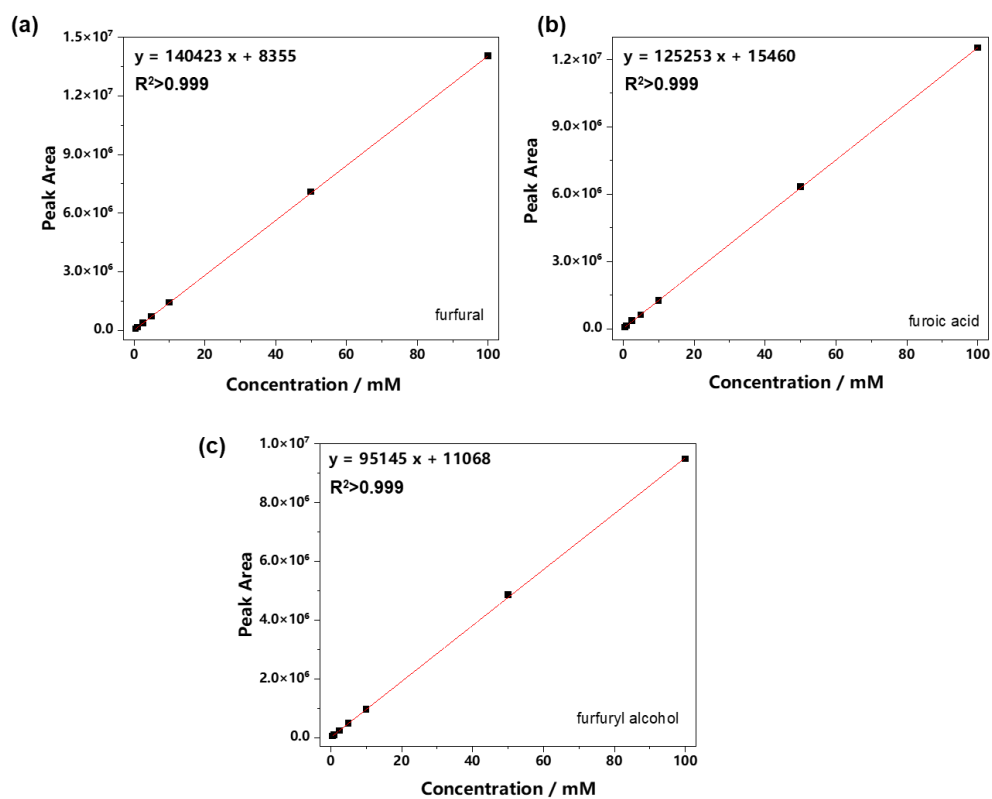 (a)
y = 140423 x + 8355
R²>0.999
1.5×10⁷
1.2×10⁷
9.0×10⁶
6.0×10⁶
3.0×10⁶
0.0
Peak Area
furfural
0 20 40 60 80 100
Concentration / mM
(b)
y = 125253 x + 15460
R²>0.999
1.2×10⁷
9.0×10⁶
6.0×10⁶
3.0×10⁶
0.0
Peak Area
furoic acid
0 20 40 60 80 100
Concentration / mM
(c)
y = 95145 x + 11068
R²>0.999
1.0×10⁷
8.0×10⁶
6.0×10⁶
4.0×10⁶
2.0×10⁶
0.0
Peak Area
furfuryl alcohol
0 20 40 60 80 100
Concentration / mM